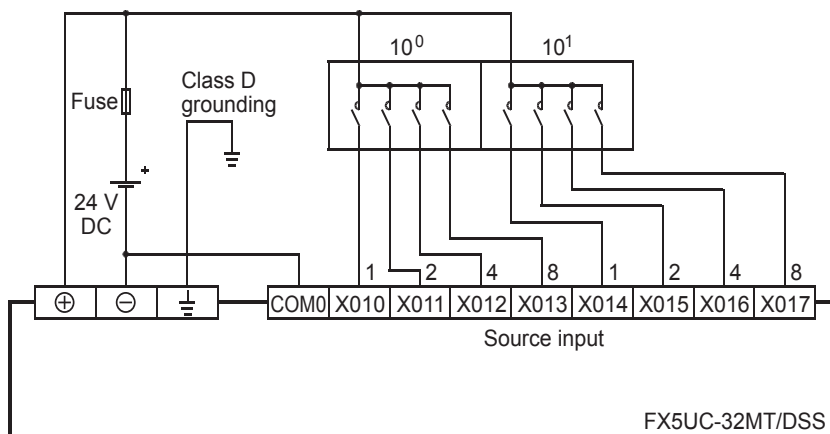 10⁰ 10¹
Class D
grounding
Fuse
+
24 V
DC
1 2 4 8 1 2 4 8
⊕ ⊖ COM0 X010 X011 X012 X013 X014 X015 X016 X017
Source input
FX5UC-32MT/DSS